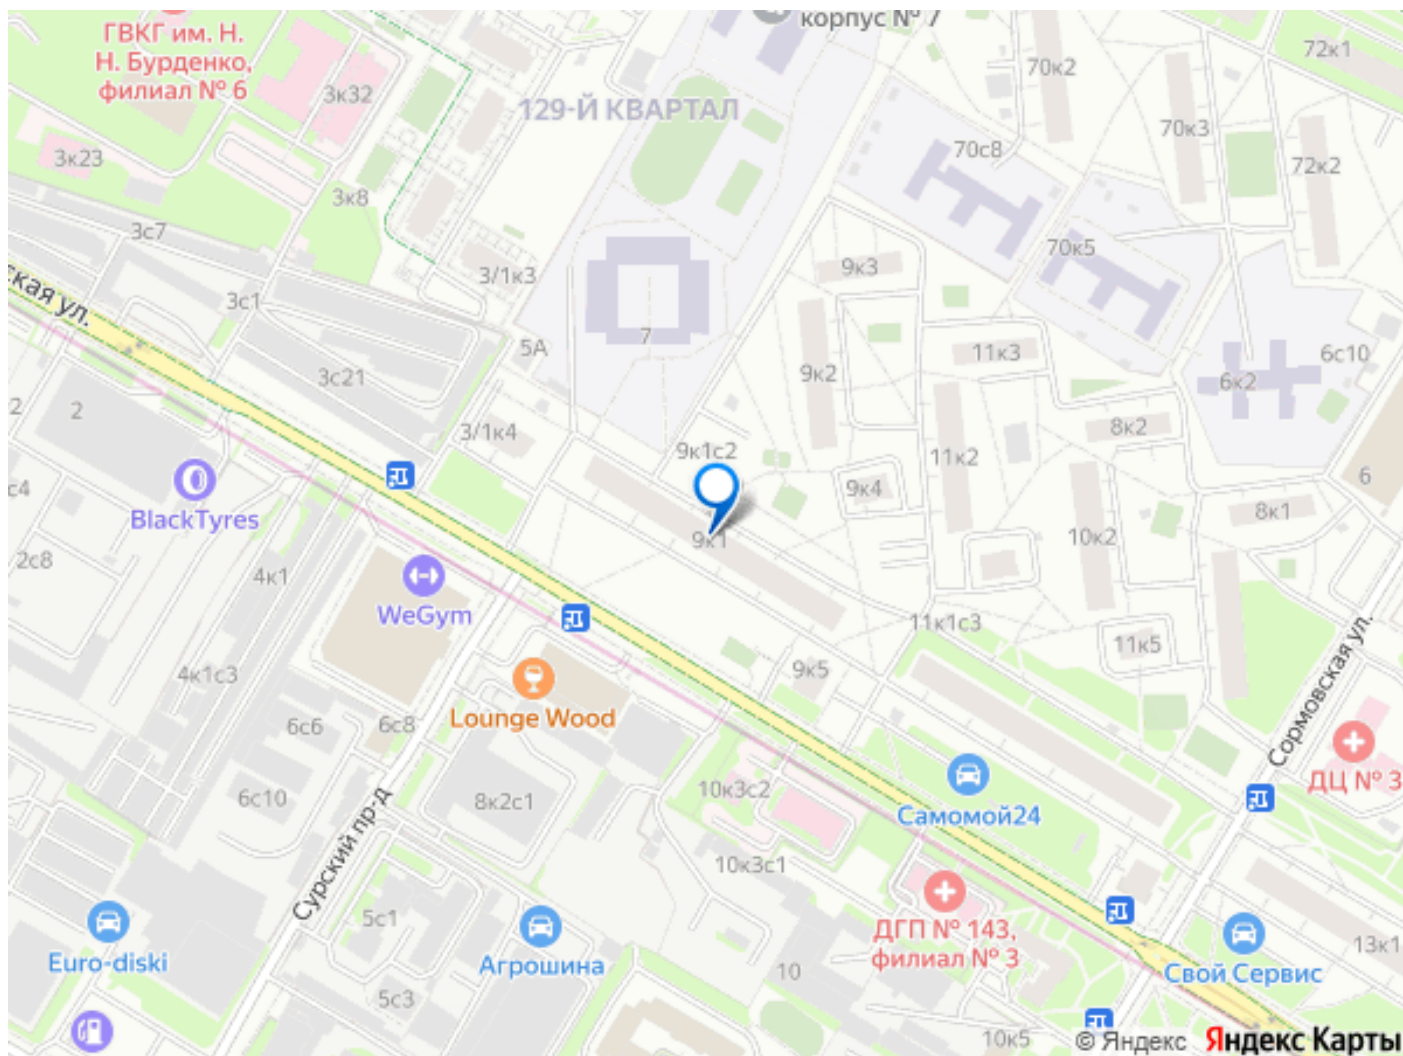 корпус № 7
ГВКГ им. Н.
Н. Бурденко,
филиал № 6
3к32
129-Й КВАРТАЛ
70к2
72к1
70к3
70с8
72к2
3к23
3к8
3с7
3/1к3
9к3
70к5
ская ул.
3с1
7
5А
11к3
6с10
3с21
9к2
6к2
2
2
3/1к4
8к2
9к1с2
11к2
6
с4
9к4
8к1
BlackTyres
9к1
10к2
2с8
4к1
WeGym
11к1с3
11к5
4к1с3
9к5
Сормовская ул.
6с6
6с8
Lounge Wood
ДЦ № 3
6с10
8к2с1
10к3с2
Самомой24
Сурский пр-д
10к3с1
5с1
ДГП № 143,
филиал № 3
13к1
Euro-diski
Агрошина
10
Свой Сервис
5с3
10к5
© Яндекс Яндекс Карты